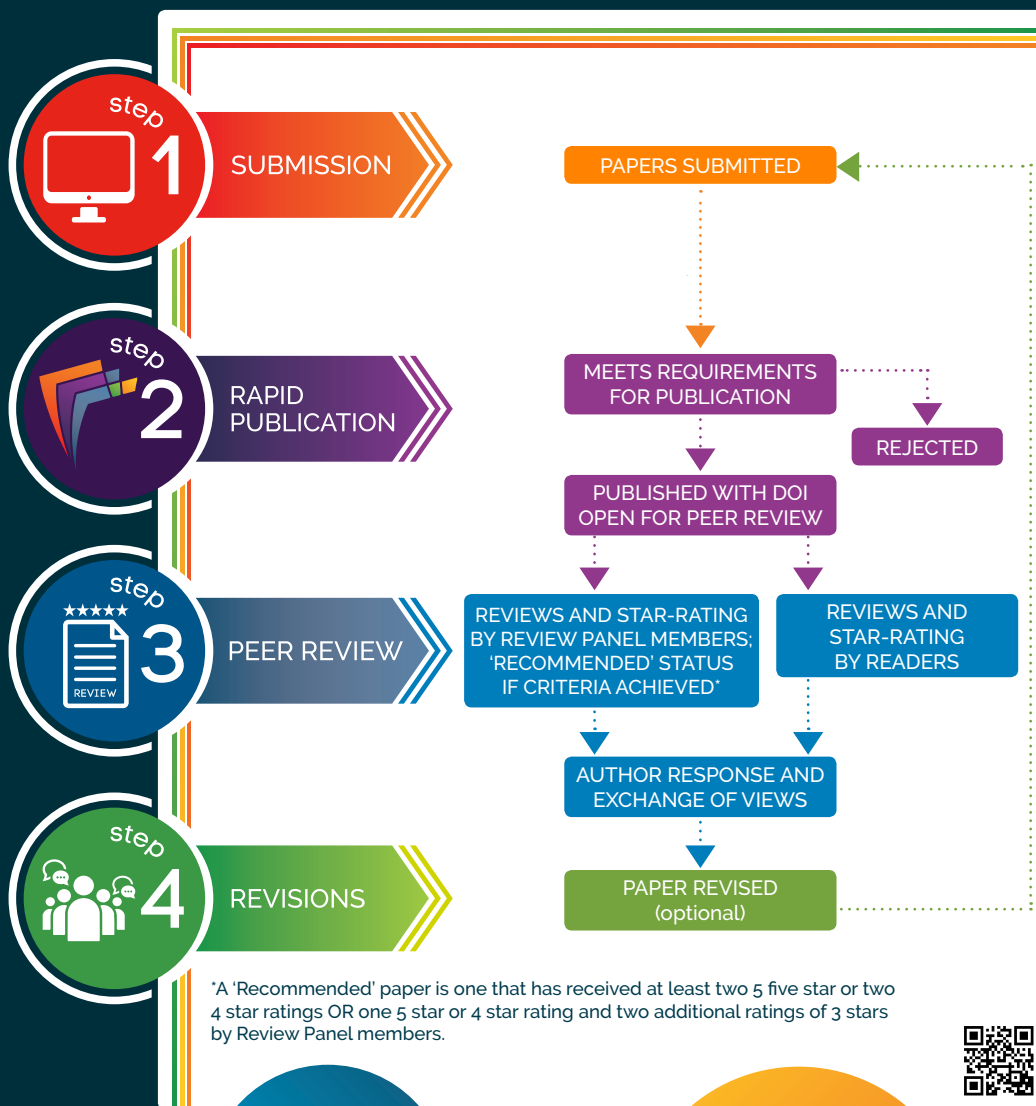 step
1
SUBMISSION
PAPERS SUBMITTED
step
2
RAPID
PUBLICATION
MEETS REQUIREMENTS
FOR PUBLICATION
REJECTED
PUBLISHED WITH DOI
OPEN FOR PEER REVIEW
step
3
REVIEW
PEER REVIEW
REVIEWS AND STAR-RATING
BY REVIEW PANEL MEMBERS;
‘RECOMMENDED’ STATUS
IF CRITERIA ACHIEVED*
REVIEWS AND
STAR-RATING
BY READERS
AUTHOR RESPONSE AND
EXCHANGE OF VIEWS
step
4
REVISIONS
PAPER REVISED
(optional)
*A ‘Recommended’ paper is one that has received at least two 5 five star or two
4 star ratings OR one 5 star or 4 star rating and two additional ratings of 3 stars
by Review Panel members.